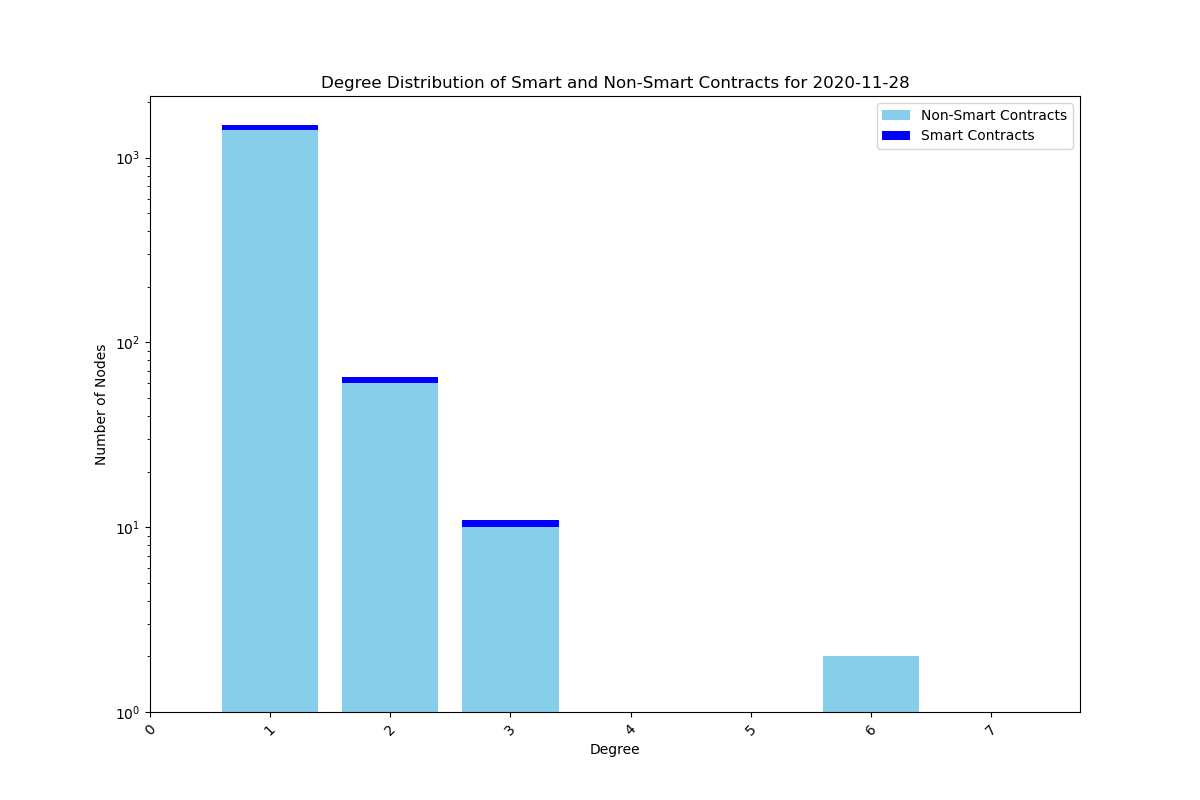 Degree Distribution of Smart and Non-Smart Contracts for 2020-11-28
Non-Smart Contracts
Smart Contracts
Number of Nodes
10³
10²
10¹
10⁰
0 1 2 3 4 5 6 7
Degree